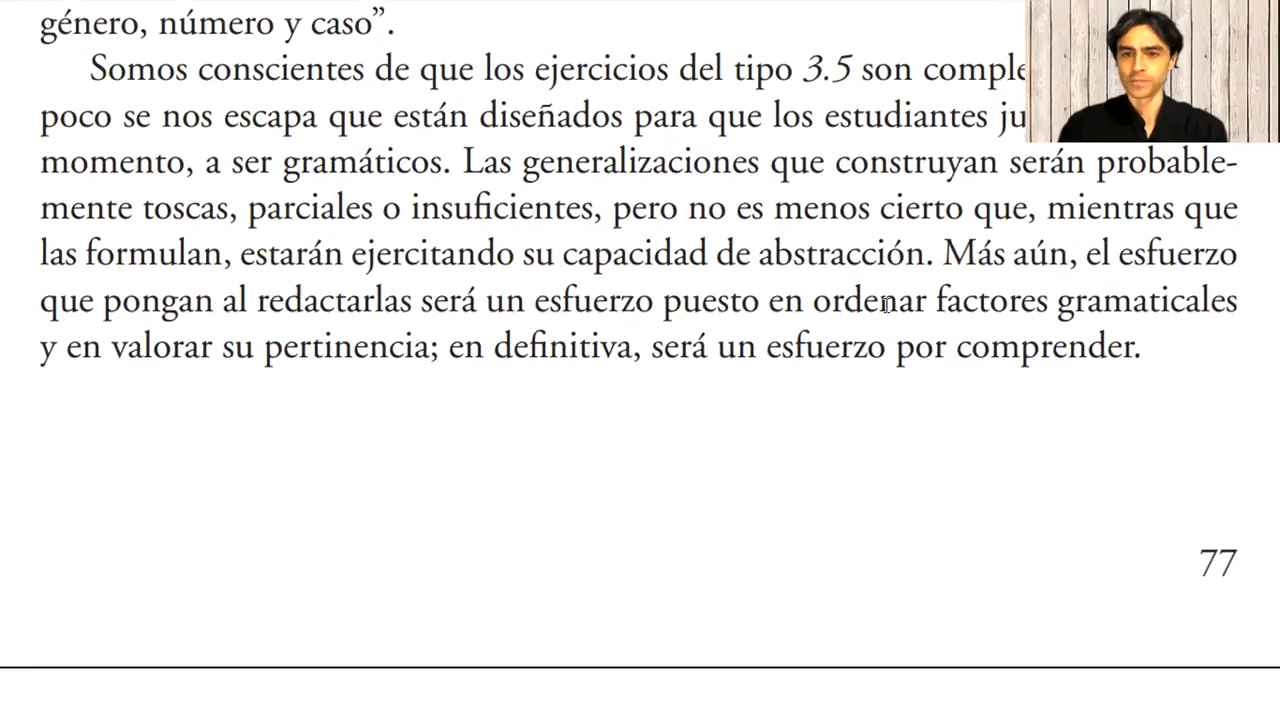 género, número y caso”.
Somos conscientes de que los ejercicios del tipo 3.5 son
poco se nos escapa que están diseñados para que los estudiantes
momento, a ser gramáticos. Las generalizaciones que construyan serán probable-
mente toscas, parciales o insuficientes, pero no es menos cierto que, mientras que
las formulan, estarán ejercitando su capacidad de abstracción. Más aún, el esfuerzo
que pongan al redactarlas será un esfuerzo puesto en ordenar factores gramaticales
y en valorar su pertinencia; en definitiva, será un esfuerzo por comprender.
77